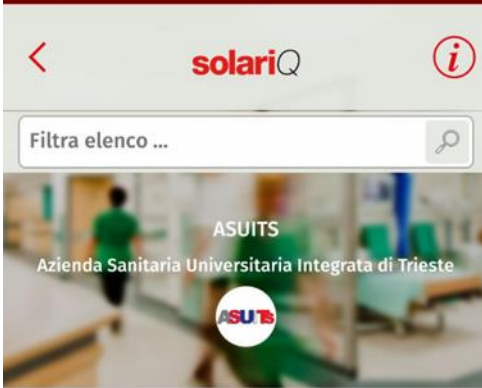 solariQ
i
Filtra elenco ...
ASUITS
Azienda Sanitaria Universitaria Integrata di Trieste
ASUITs